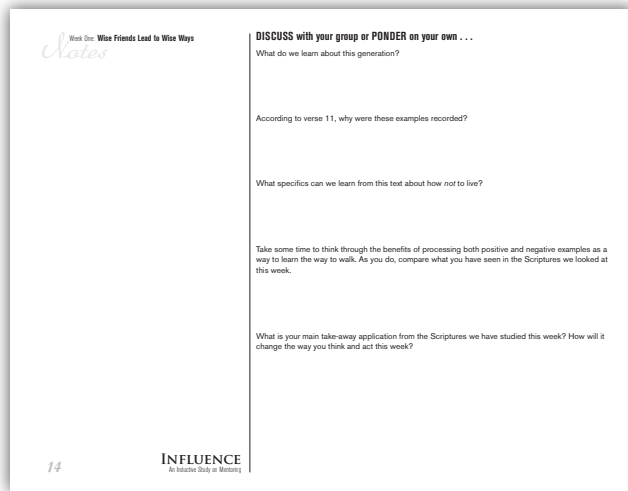 Week One: Wise Friends Lead to Wise Ways
Notes
14
INFLUENCE
An Inductive Study on Mentoring
DISCUSS with your group or PONDER on your own . . .
What do we learn about this generation?
According to verse 11, why were these examples recorded?
What specifics can we learn from this text about how not to live?
Take some time to think through the benefits of processing both positive and negative examples as a
way to learn the way to walk. As you do, compare what you have seen in the Scriptures we looked at
this week.
What is your main take-away application from the Scriptures we have studied this week? How will it
change the way you think and act this week?